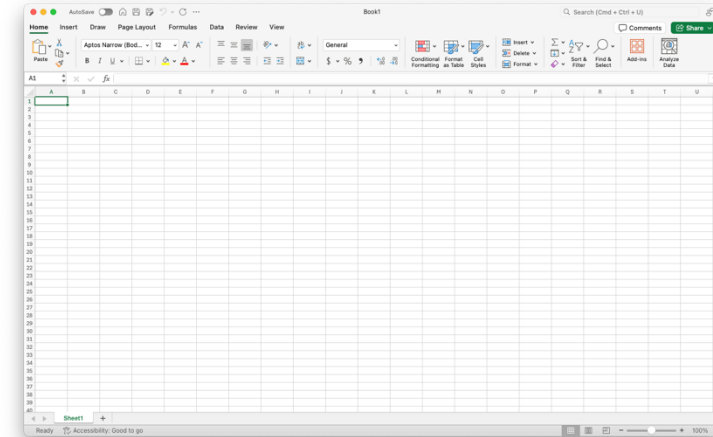 AutoSave
Book1
Search (Cmd + Ctrl + U)
Home Insert Draw Page Layout Formulas Data Review View
Comments
Share
Paste
Aptos Narrow (Bod...
12
A^ A˅
B I U
A
General
$ % 9
Conditional Formatting
Format as Table
Cell Styles
Insert
Delete
Format
Sort & Filter
Find & Select
Add-ins
Analyze Data
A1
fx
A B C D E F G H I J K L M N O P Q R S T U
1
2
3
4
5
6
7
8
9
10
11
12
13
14
15
16
17
18
19
20
21
22
23
24
25
26
27
28
29
30
31
32
33
34
35
36
37
38
39
40
Sheet1 +
Ready
Accessibility: Good to go
100%